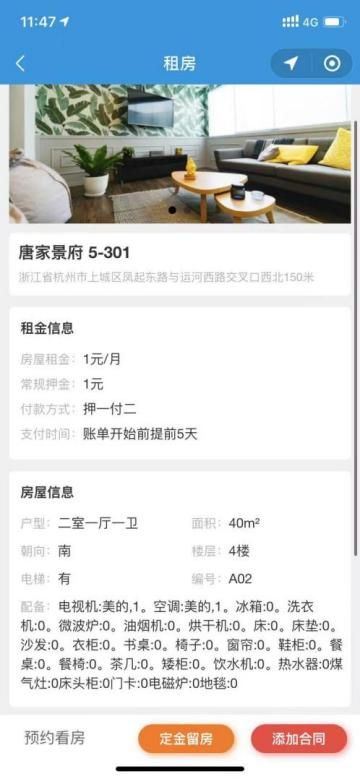 11:47
4G
租房
唐家景府 5-301
浙江省杭州市上城区凤起东路与运河西路交叉口西北150米
租金信息
房屋租金: 1元/月
常规押金: 1元
付款方式: 押一付二
支付时间: 账单开始前提前5天
房屋信息
户型: 二室一厅一卫 面积: 40m²
朝向: 南 楼层: 4楼
电梯: 有 编号: A02
配备: 电视机:美的,1。空调:美的,1。冰箱:0。洗衣
机:0。微波炉:0。油烟机:0。烘干机:0。床:0。床垫:0。
沙发:0。衣柜:0。书桌:0。椅子:0。窗帘:0。鞋柜:0。餐
桌:0。餐椅:0。茶几:0。矮柜:0。饮水机:0。热水器:0煤
气灶:0床头柜:0门卡:0电磁炉:0地毯:0
预约看房 定金留房 添加合同